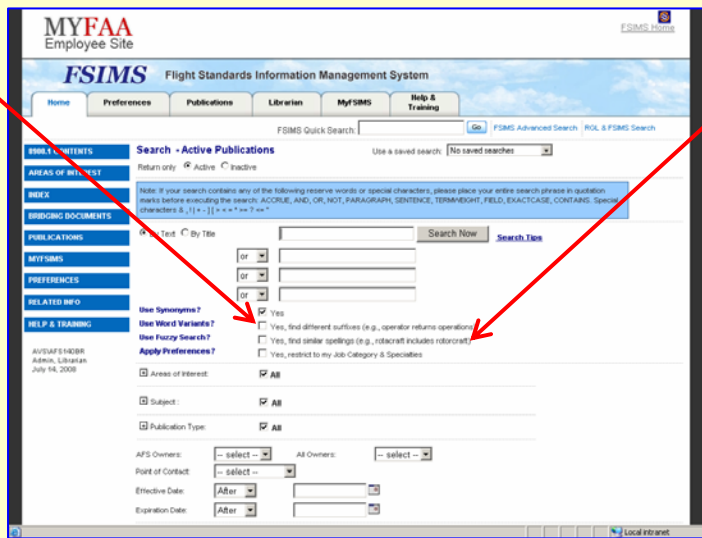 MYFAA
Employee Site
FSIMS Home
FSIMS Flight Standards Information Management System
Home Preferences Publications Librarian MyFSIMS Help & Training
FSIMS Quick Search: Go FSIMS Advanced Search RGL & FSIMS Search
8900.1 CONTENTS
AREAS OF INTEREST
INDEX
BRIDGING DOCUMENTS
PUBLICATIONS
MYFSIMS
PREFERENCES
RELATED INFO
HELP & TRAINING
AVS\AFS140BR
Admin, Librarian
July 14, 2008
Search - Active Publications Use a saved search: No saved searches
Return only Active Inactive
Note: If your search contains any of the following reserve words or special characters, please place your entire search phrase in quotation
marks before executing the search: ACCRUE, AND, OR, NOT, PARAGRAPH, SENTENCE, TERMWEIGHT, FIELD, EXACTCASE, CONTAINS. Special
characters
By Text By Title Search Now Search Tips
or
or
or
Use Synonyms? Yes
Use Word Variants? Yes, find different suffixes (e.g., operator returns operations)
Use Fuzzy Search? Yes, find similar spellings (e.g., rotacraft includes rotorcraft)
Apply Preferences? Yes, restrict to my Job Category & Specialties
Areas of Interest: All
Subject : All
Publication Type: All
AFS Owners: -- select -- All Owners: -- select --
Point of Contact: -- select --
Effective Date: After
Expiration Date: After
Local intranet